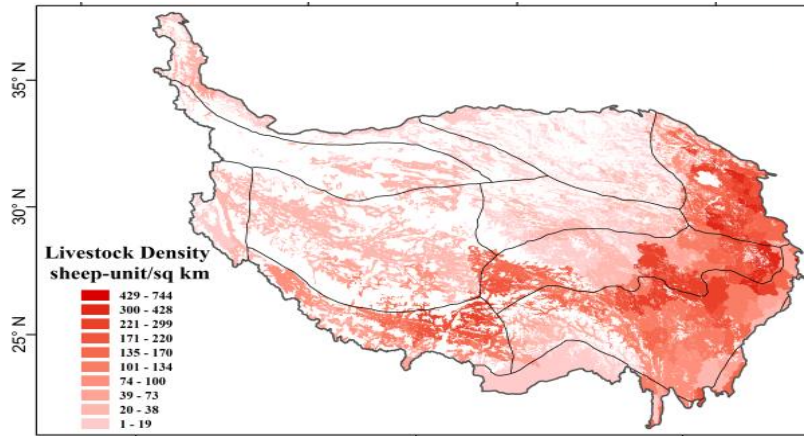 35° N
30° N
25° N
Livestock Density
sheep-unit/sq km
429 - 744
300 - 428
221 - 299
171 - 220
135 - 170
101 - 134
74 - 100
39 - 73
20 - 38
1 - 19